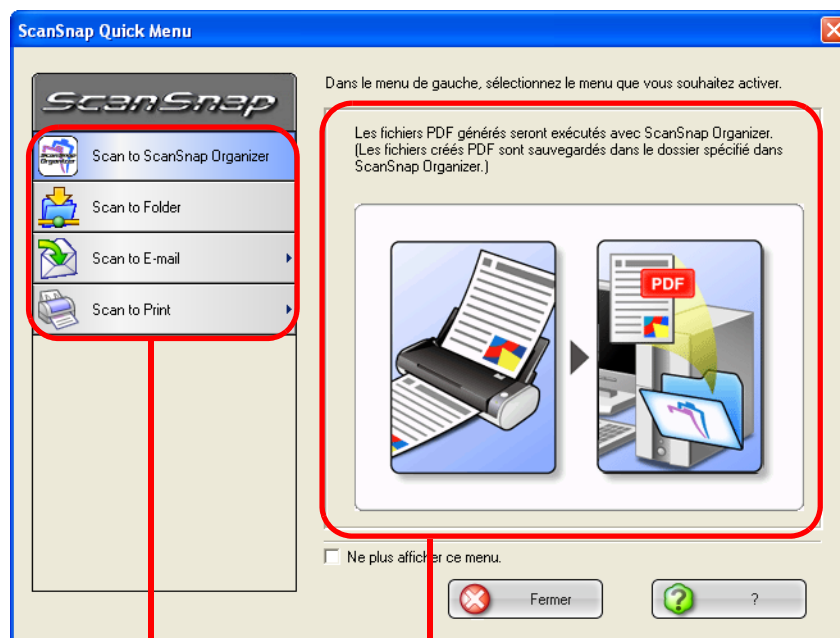 ScanSnap Quick Menu
ScanSnap
Scan to ScanSnap Organizer
Scan to Folder
Scan to E-mail
Scan to Print
Dans le menu de gauche, sélectionnez le menu que vous souhaitez activer.
Les fichiers PDF générés seront exécutés avec ScanSnap Organizer.
(Les fichiers créés PDF sont sauvegardés dans le dossier spécifié dans
ScanSnap Organizer.)
PDF
Ne plus afficher ce menu.
Fermer
?